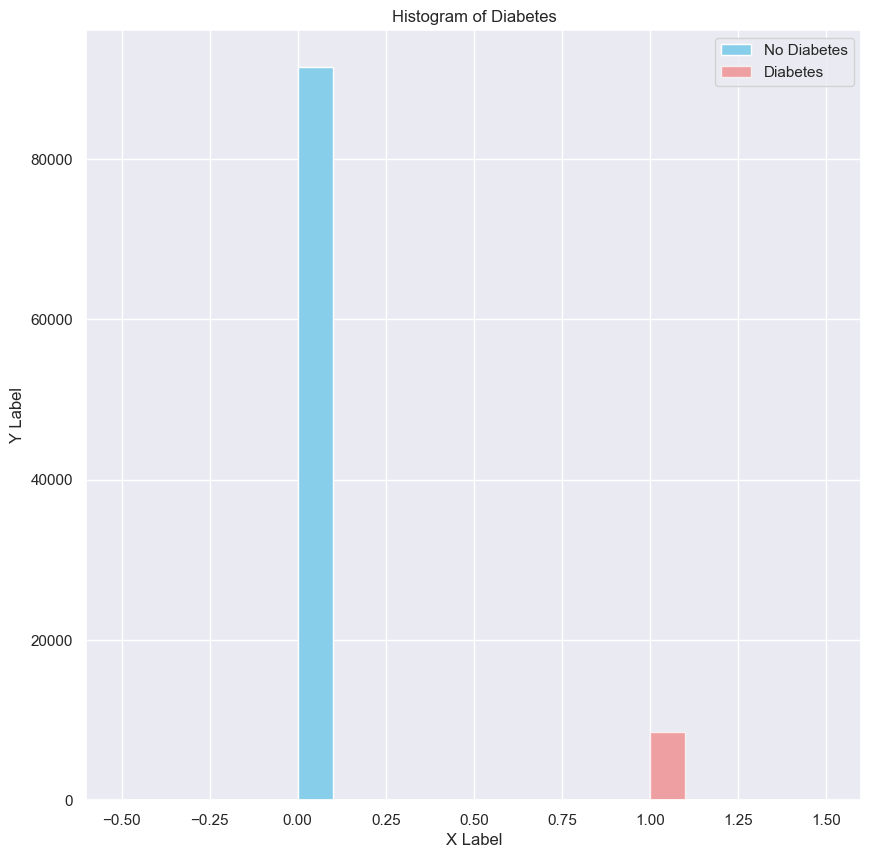 Histogram of Diabetes
No Diabetes
Diabetes
80000
60000
40000
20000
0
Y Label
−0.50 −0.25 0.00 0.25 0.50 0.75 1.00 1.25 1.50
X Label